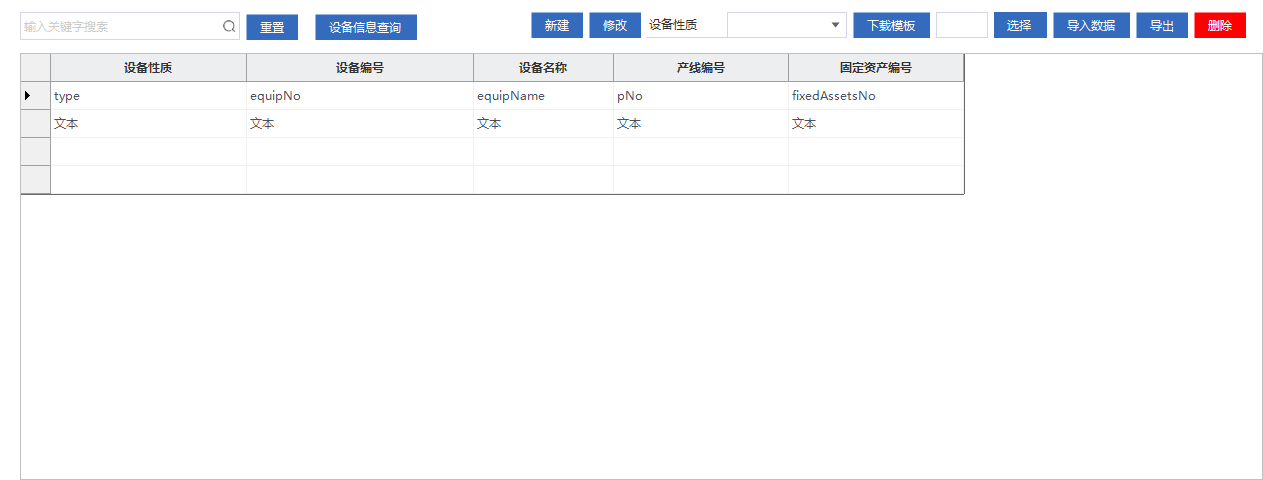 输入关键字搜索 重置 设备信息查询 新建 修改 设备性质 下载模板 选择 导入数据 导出 删除
设备性质 设备编号 设备名称 产线编号 固定资产编号
type equipNo equipName pNo fixedAssetsNo
文本 文本 文本 文本 文本